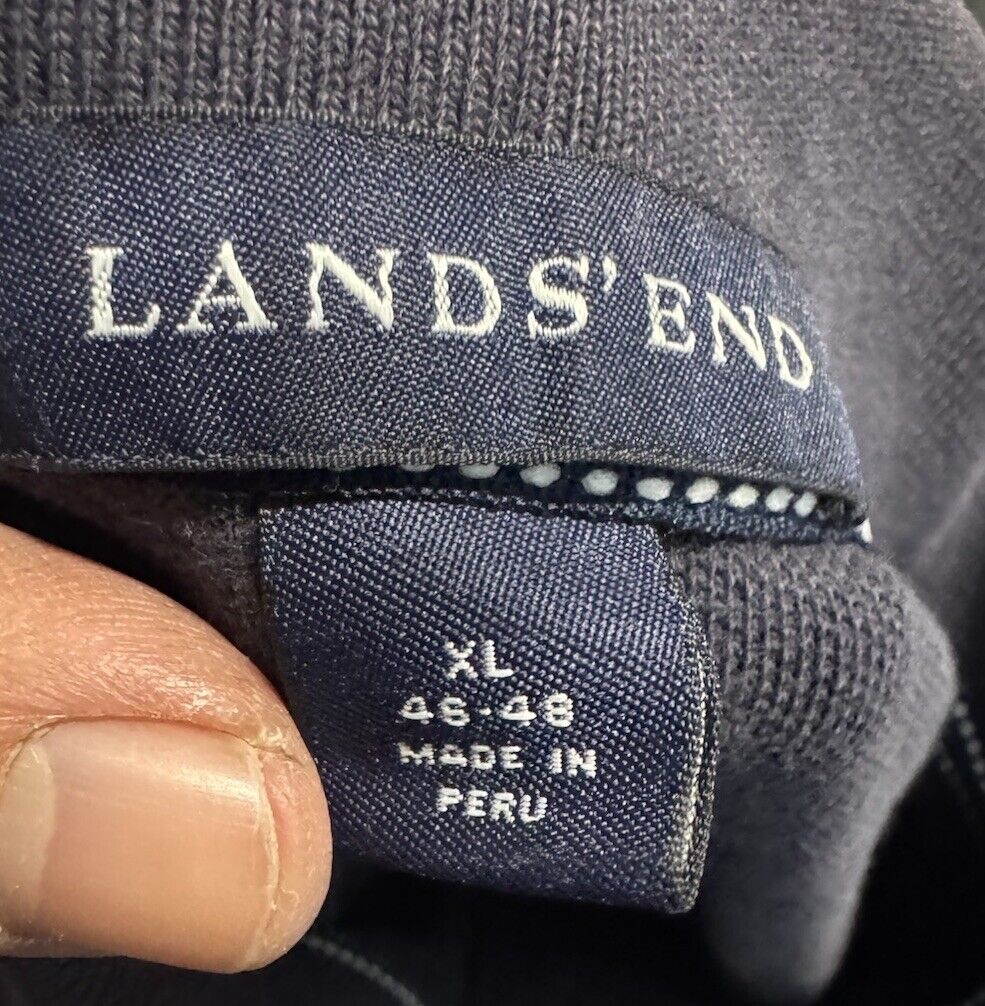 LANDS' END
XL
46-48
MADE IN
PERU